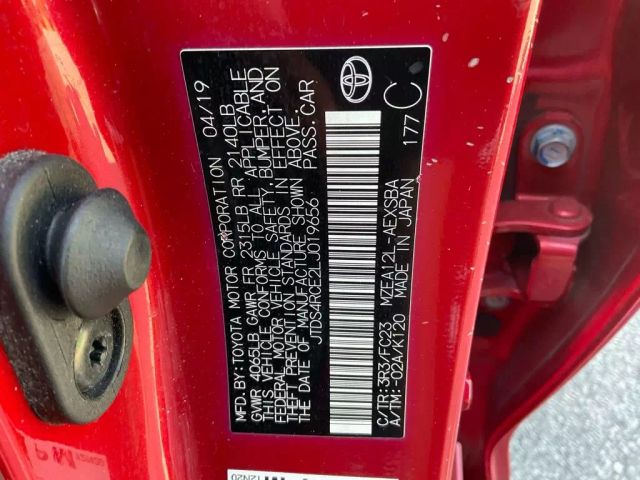 MFD.BY:TOYOTA MOTOR CORPORATION 04/19
GVWR 4065LB GAWR FR 2315LB RR 2140LB
THIS VEHICLE CONFORMS TO ALL APPLICABLE
FEDERAL MOTOR VEHICLE SAFETY, BUMPER, AND
THEFT PREVENTION STANDARDS IN EFFECT ON
THE DATE OF MANUFACTURE SHOWN ABOVE.
JTDS4RCE2LJ019656 PASS.CAR
C/TR:3R3/FC23 MZEA12L-AEXSBA
A/TM:-02A/K120 MADE IN JAPAN
177 C
12N20